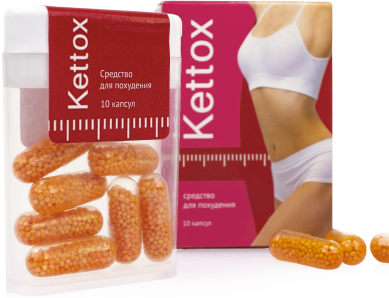 Kettox
Средство
для похудения
10 капсул
Kettox
средство
для похудения
10 капсул